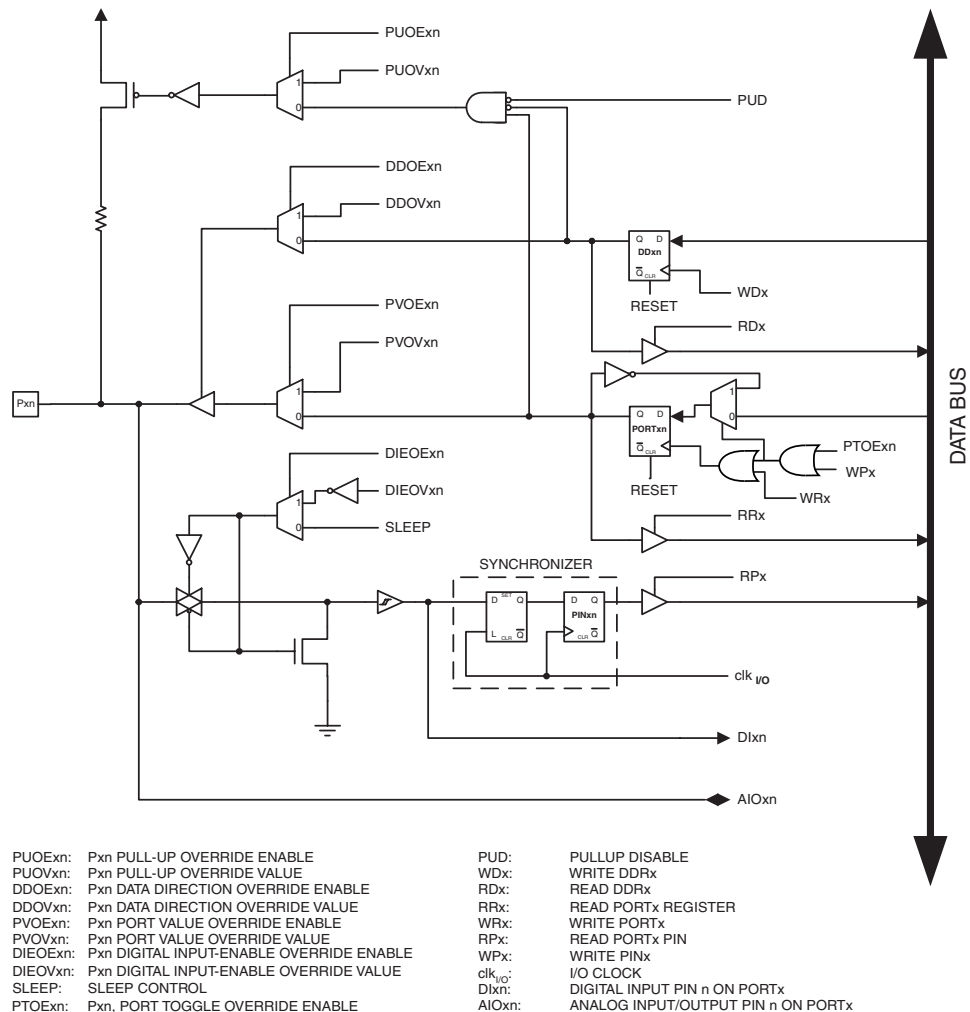 PUOExn
PUOVxn
1
0
PUD
DDOExn
DDOVxn
1
0
Q D
DDxn
Q CLR
WDx
RESET
RDx
PVOExn
PVOVxn
1
0
Pxn
1
0
Q D
PORTxn
Q CLR
PTOExn
WPx
RESET
WRx
DATA BUS
DIEOExn
DIEOVxn
1
0
SLEEP
RRx
SYNCHRONIZER
RPx
D SET Q
L CLR Q
D Q
PINxn
CLR Q
clk I/O
DIxn
AIOxn
PUOExn: Pxn PULL-UP OVERRIDE ENABLE
PUOVxn: Pxn PULL-UP OVERRIDE VALUE
DDOExn: Pxn DATA DIRECTION OVERRIDE ENABLE
DDOVxn: Pxn DATA DIRECTION OVERRIDE VALUE
PVOExn: Pxn PORT VALUE OVERRIDE ENABLE
PVOVxn: Pxn PORT VALUE OVERRIDE VALUE
DIEOExn: Pxn DIGITAL INPUT-ENABLE OVERRIDE ENABLE
DIEOVxn: Pxn DIGITAL INPUT-ENABLE OVERRIDE VALUE
SLEEP: SLEEP CONTROL
PTOExn: Pxn, PORT TOGGLE OVERRIDE ENABLE
PUD: PULLUP DISABLE
WDx: WRITE DDRx
RDx: READ DDRx
RRx: READ PORTx REGISTER
WRx: WRITE PORTx
RPx: READ PORTx PIN
WPx: WRITE PINx
clkI/O: I/O CLOCK
DIxn: DIGITAL INPUT PIN n ON PORTx
AIOxn: ANALOG INPUT/OUTPUT PIN n ON PORTx